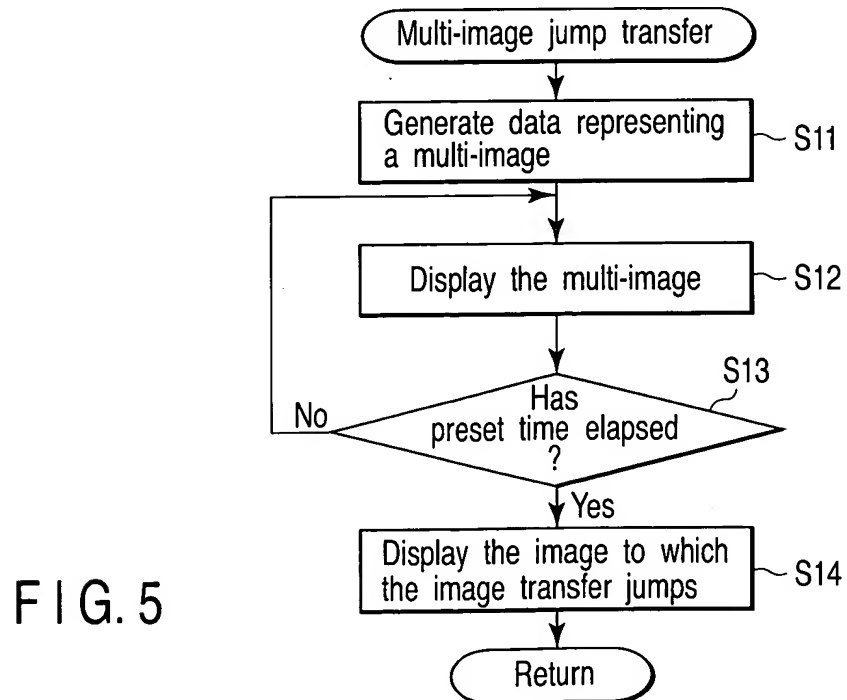 Multi-image jump transfer
Generate data representing
a multi-image
S11
Display the multi-image
S12
S13
Has
preset time elapsed
?
No
Yes
Display the image to which
the image transfer jumps
S14
FIG. 5
Return